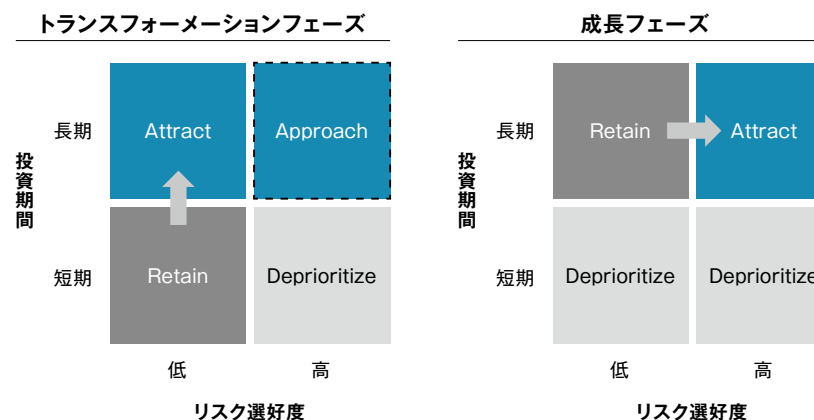 トランスフォーメーションフェーズ
投資期間
長期
Attract
Approach
短期
Retain
Deprioritize
低
高
リスク選好度
成長フェーズ
投資期間
長期
Retain
Attract
短期
Deprioritize
Deprioritize
低
高
リスク選好度